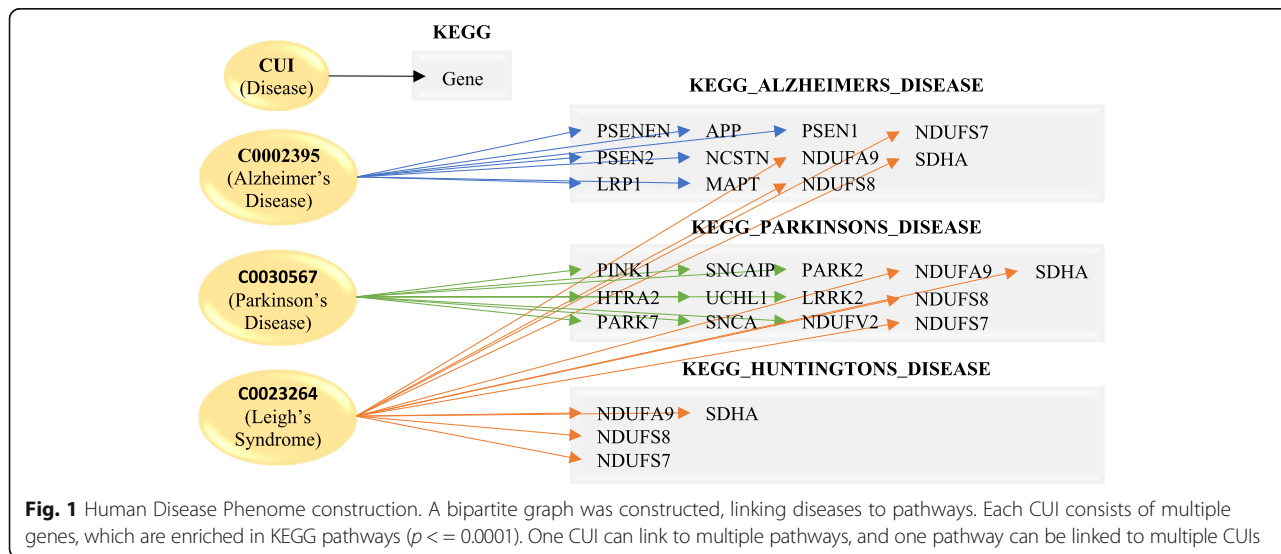 KEGG
CUI
(Disease)
Gene
KEGG_ALZHEIMERS_DISEASE
C0002395
(Alzheimer's
Disease)
PSENEN APP PSEN1 NDUFS7
PSEN2 NCSTN NDUFA9 SDHA
LRP1 MAPT NDUFS8
KEGG_PARKINSONS_DISEASE
C0030567
(Parkinson's
Disease)
PINK1 SNCAIP PARK2 NDUFA9 SDHA
HTRA2 UCHL1 LRRK2 NDUFS8
PARK7 SNCA NDUFV2 NDUFS7
KEGG_HUNTINGTONS_DISEASE
C0023264
(Leigh's
Syndrome)
NDUFA9 SDHA
NDUFS8
NDUFS7
Fig. 1 Human Disease Phenome construction. A bipartite graph was constructed, linking diseases to pathways. Each CUI consists of multiple
genes, which are enriched in KEGG pathways (p < = 0.0001). One CUI can link to multiple pathways, and one pathway can be linked to multiple CUIs